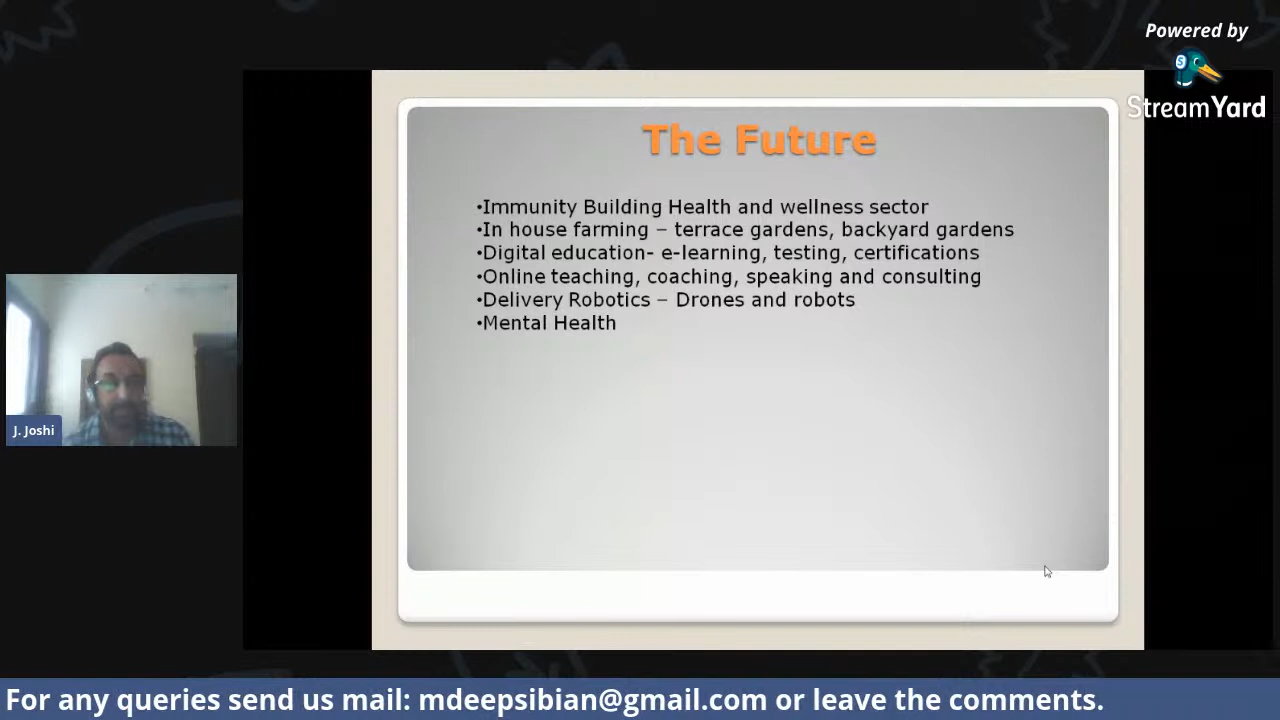 Powered by
StreamYard
The Future
•Immunity Building Health and wellness sector
•In house farming – terrace gardens, backyard gardens
•Digital education- e-learning, testing, certifications
•Online teaching, coaching, speaking and consulting
•Delivery Robotics – Drones and robots
•Mental Health
J. Joshi
For any queries send us mail: mdeepsibian@gmail.com or leave the comments.